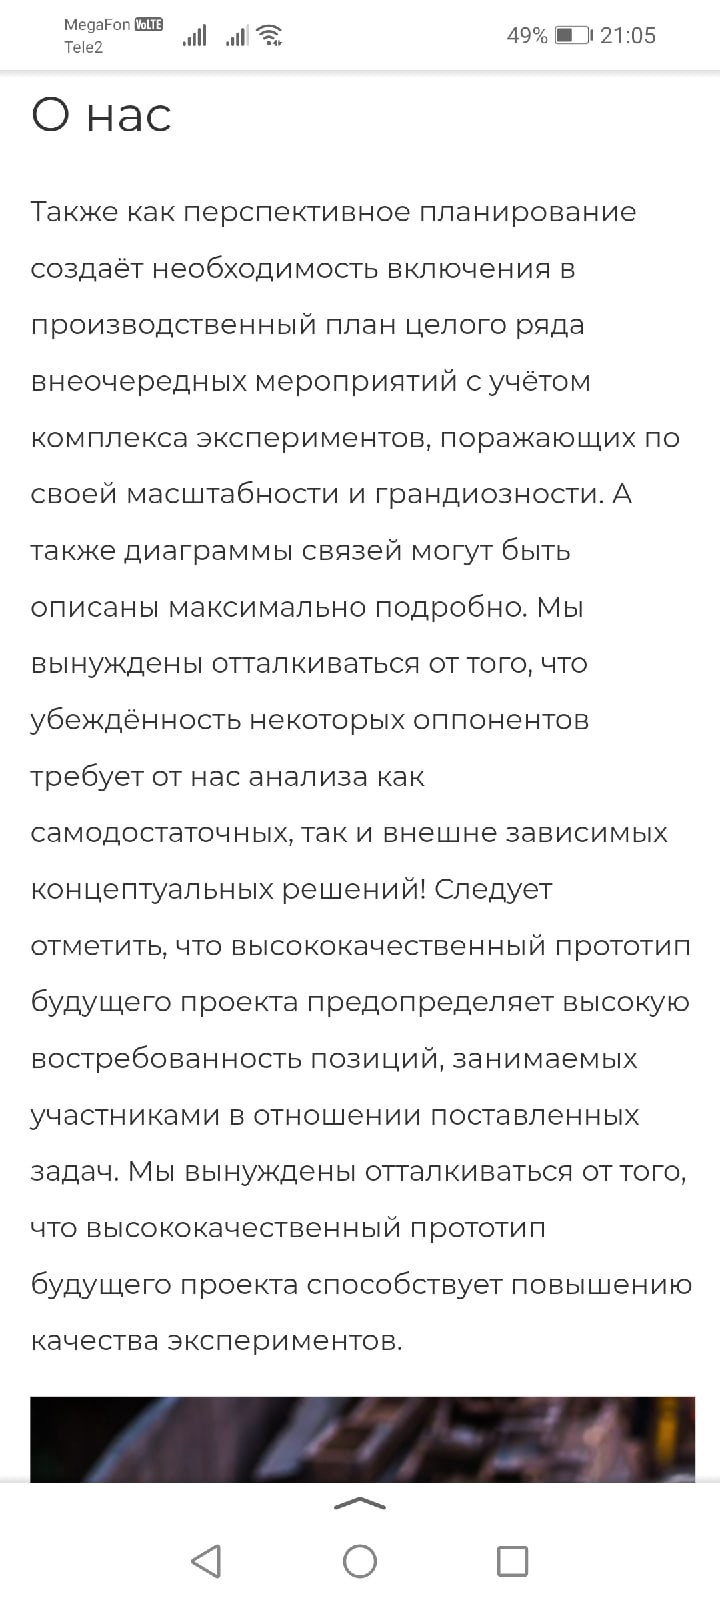 MegaFon VoLTE
Tele2
49% 21:05
О нас
Также как перспективное планирование
создаёт необходимость включения в
производственный план целого ряда
внеочередных мероприятий с учётом
комплекса экспериментов, поражающих по
своей масштабности и грандиозности. А
также диаграммы связей могут быть
описаны максимально подробно. Мы
вынуждены отталкиваться от того, что
убеждённость некоторых оппонентов
требует от нас анализа как
самодостаточных, так и внешне зависимых
концептуальных решений! Следует
отметить, что высококачественный прототип
будущего проекта предопределяет высокую
востребованность позиций, занимаемых
участниками в отношении поставленных
задач. Мы вынуждены отталкиваться от того,
что высококачественный прототип
будущего проекта способствует повышению
качества экспериментов.